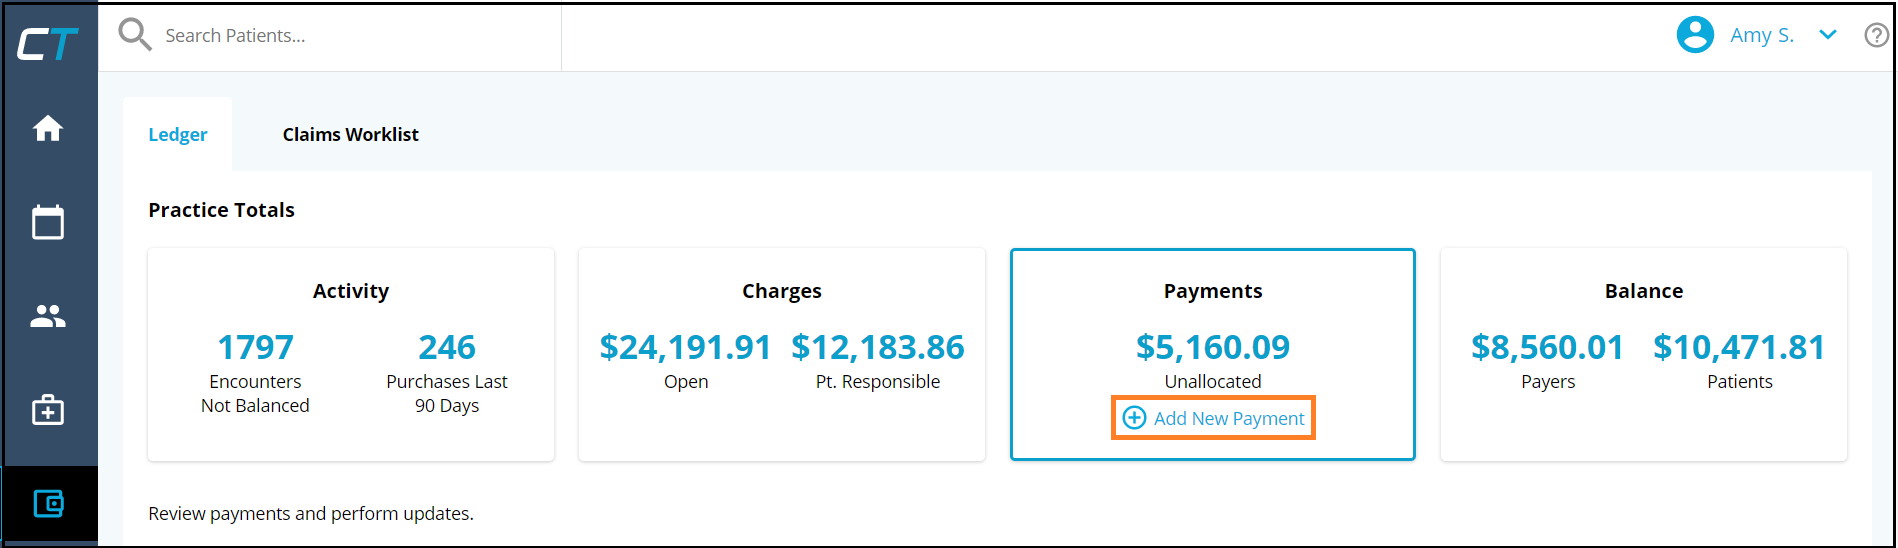 CT
Search Patients...
Amy S.
?
Ledger
Claims Worklist
Practice Totals
Activity
1797
Encounters
Not Balanced
246
Purchases Last
90 Days
Charges
$24,191.91
Open
$12,183.86
Pt. Responsible
Payments
$5,160.09
Unallocated
Add New Payment
Balance
$8,560.01
Payers
$10,471.81
Patients
Review payments and perform updates.